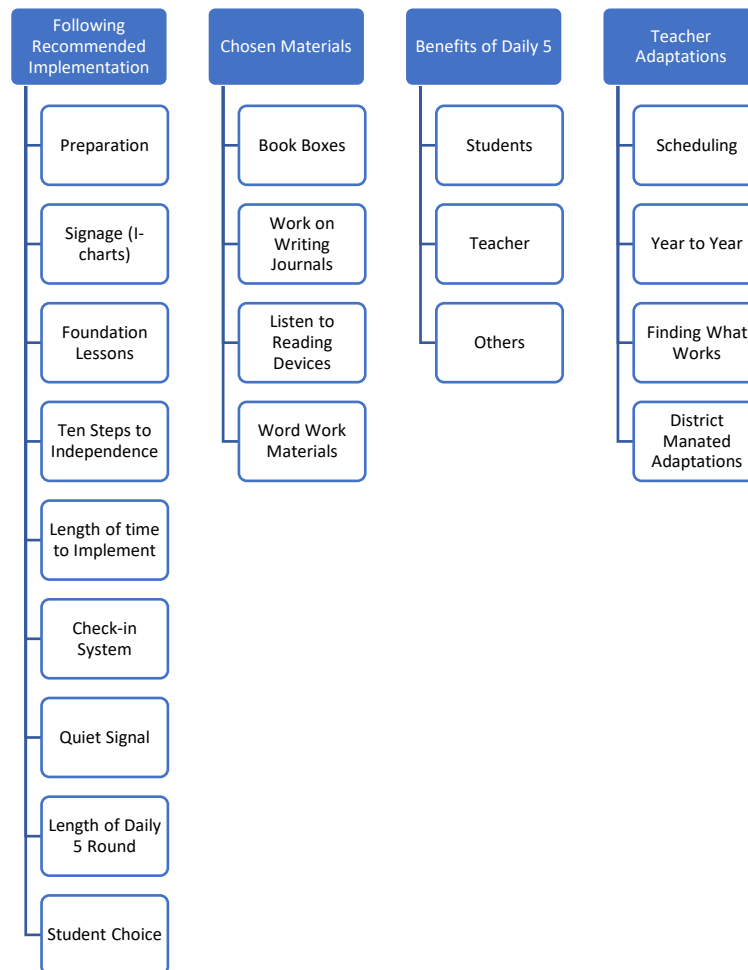 Following
Recommended
Implementation
Preparation
Signage (I-
charts)
Foundation
Lessons
Ten Steps to
Independence
Length of time
to Implement
Check-in
System
Quiet Signal
Length of Daily
5 Round
Student Choice
Chosen Materials
Book Boxes
Work on
Writing
Journals
Listen to
Reading
Devices
Word Work
Materials
Benefits of Daily 5
Students
Teacher
Others
Teacher
Adaptations
Scheduling
Year to Year
Finding What
Works
District
Manated
Adaptations